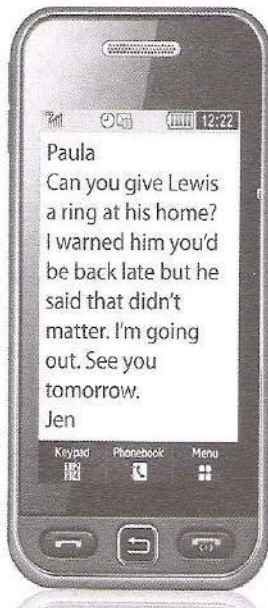 12:22
Paula
Can you give Lewis
a ring at his home?
I warned him you'd
be back late but he
said that didn't
matter. I'm going
out. See you
tomorrow.
Jen
Keypad Phonebook Menu